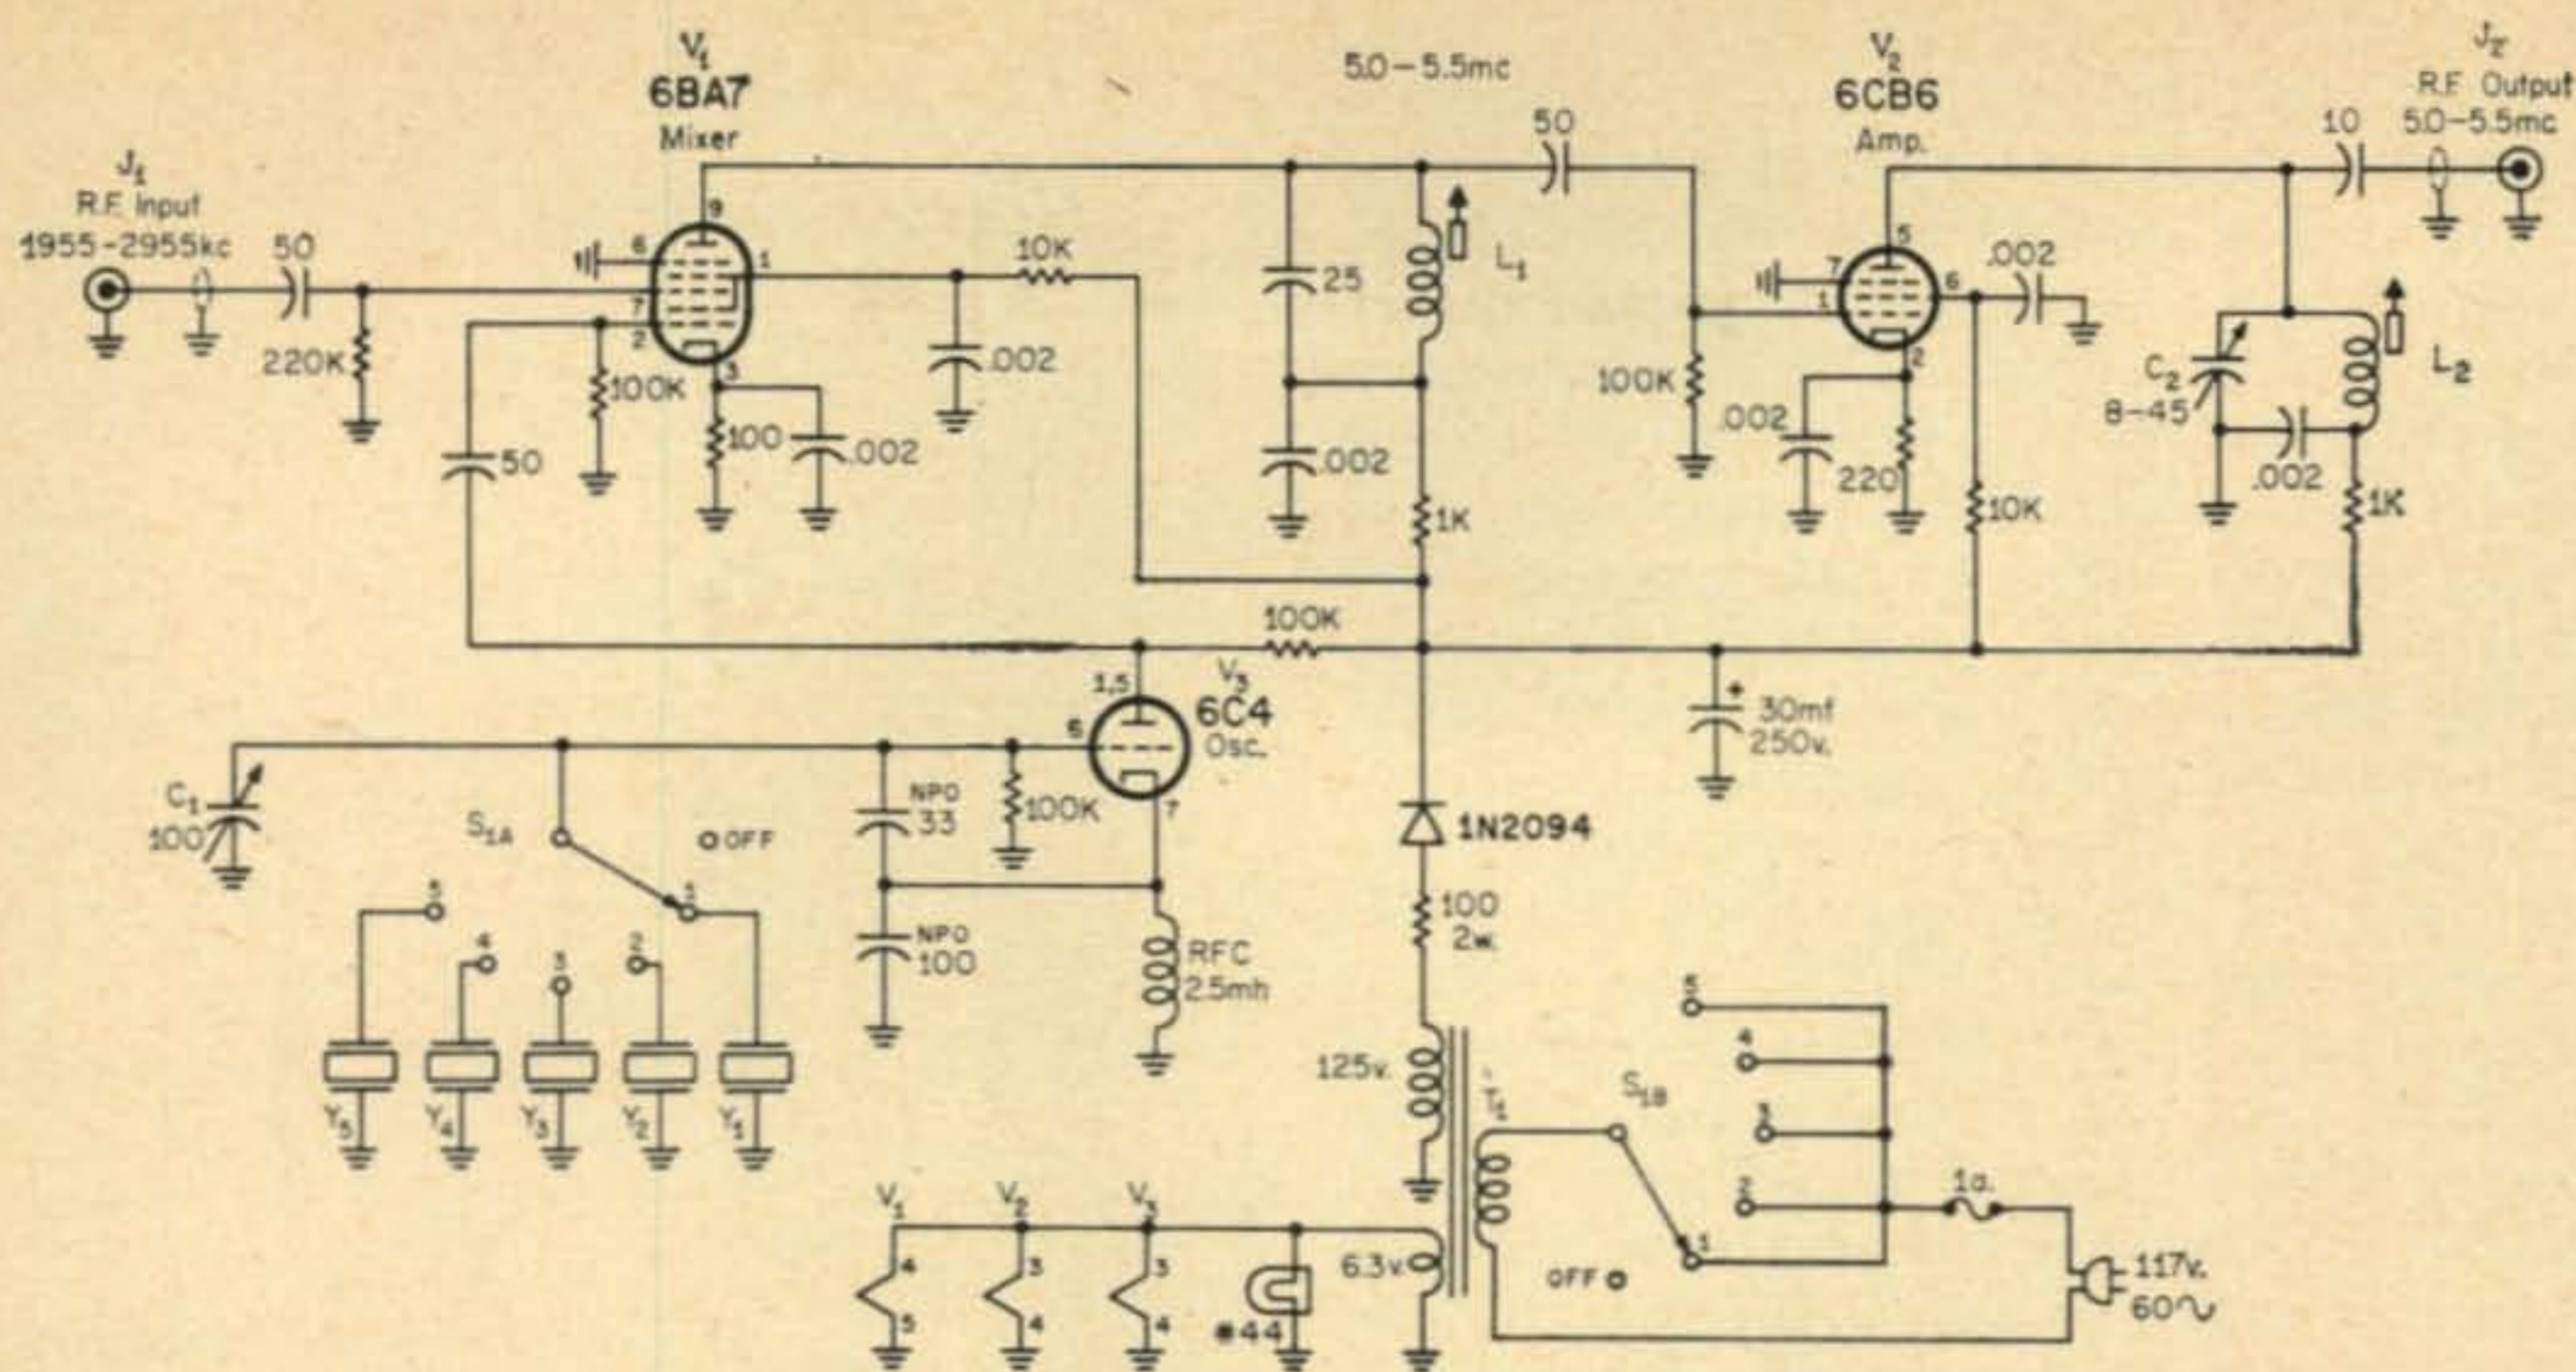 V1
6BA7
Mixer
J1
R.F. Input
1955-2955kc
50
220K
6
7
2
9
1
3
100K
50
100
.002
10K
.002
5.0-5.5mc
25
L1
.002
1K
50
V2
6CB6
Amp.
5
7
1
6
2
100K
.002
220
.002
10K
J2
R.F. Output
5.0-5.5mc
10
C2
8-45
L2
.002
1K
100K
V3
6C4
Osc.
1,5
6
7
30mf
250v.
+
C1
100
S1A
OFF
5
4
3
2
1
Y5
Y4
Y3
Y2
Y1
NPO
33
100K
NPO
100
RFC
2.5mh
1N2094
100
2w.
125v.
T1
S1B
5
4
3
2
1
OFF
1a.
117v.
60∿
V1
V2
V3
4
5
3
4
3
4
#44
6.3v.